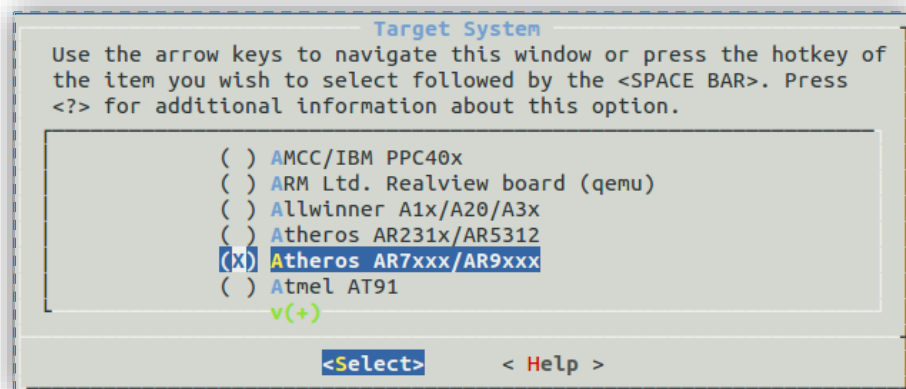 Target System
Use the arrow keys to navigate this window or press the hotkey of
the item you wish to select followed by the <SPACE BAR>. Press
<?> for additional information about this option.
( ) AMCC/IBM PPC40x
( ) ARM Ltd. Realview board (qemu)
( ) Allwinner A1x/A20/A3x
( ) Atheros AR231x/AR5312
(X) Atheros AR7xxx/AR9xxx
( ) Atmel AT91
v(+)
<Select> < Help >